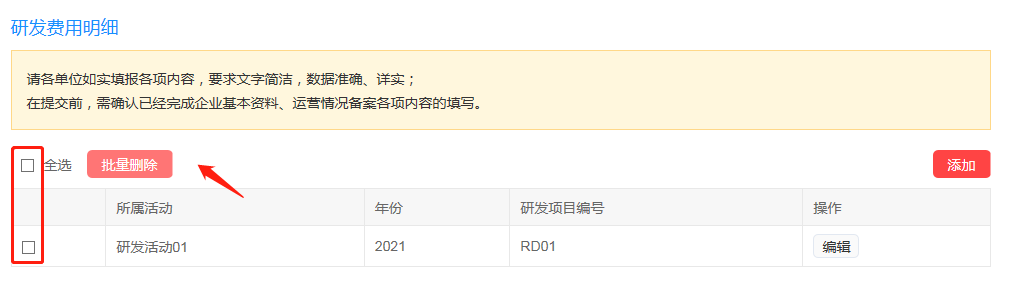 研发费用明细
请各单位如实填报各项内容，要求文字简洁，数据准确、详实；
在提交前，需确认已经完成企业基本资料、运营情况备案各项内容的填写。
全选 批量删除 添加
所属活动 年份 研发项目编号 操作
研发活动01 2021 RD01 编辑